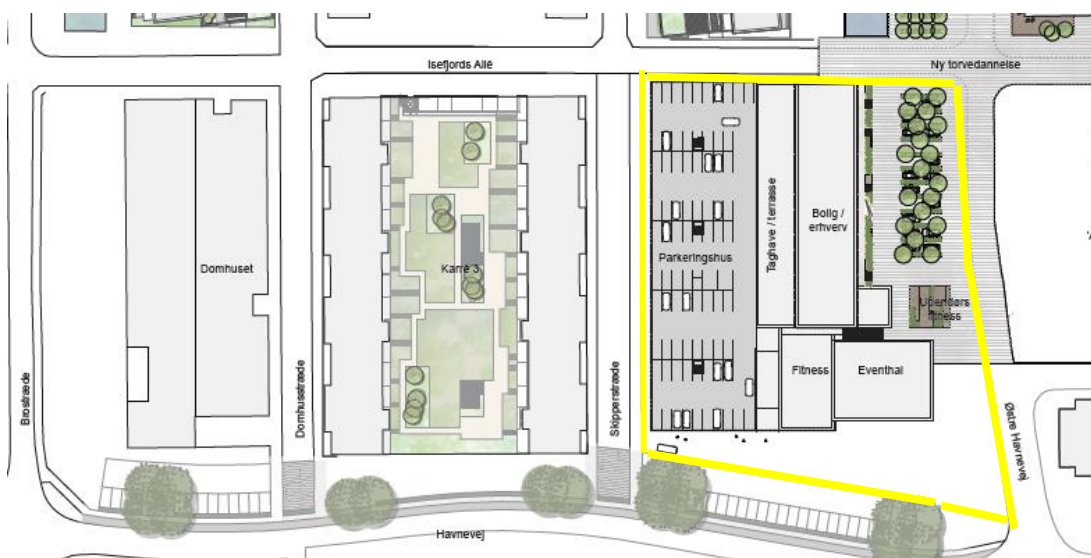 Isefjords Allé
Ny torvedannelse
Domhuset
Karré 3
Parkeringshus
Taghave / terrasse
Bolig /
erhverv
Udendørs
fitness
Fitness
Eventhal
Brostræde
Domhusstræde
Skipperstræde
Østre Havnevej
Havnevej